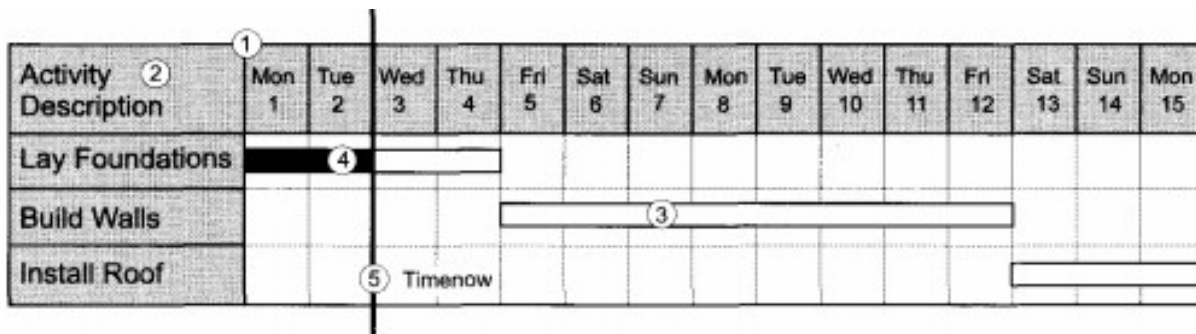 1
Activity 2
Description
Mon Tue Wed Thu Fri Sat Sun Mon Tue Wed Thu Fri Sat Sun Mon
1 2 3 4 5 6 7 8 9 10 11 12 13 14 15
Lay Foundations 4
Build Walls 3
Install Roof 5 Timenow